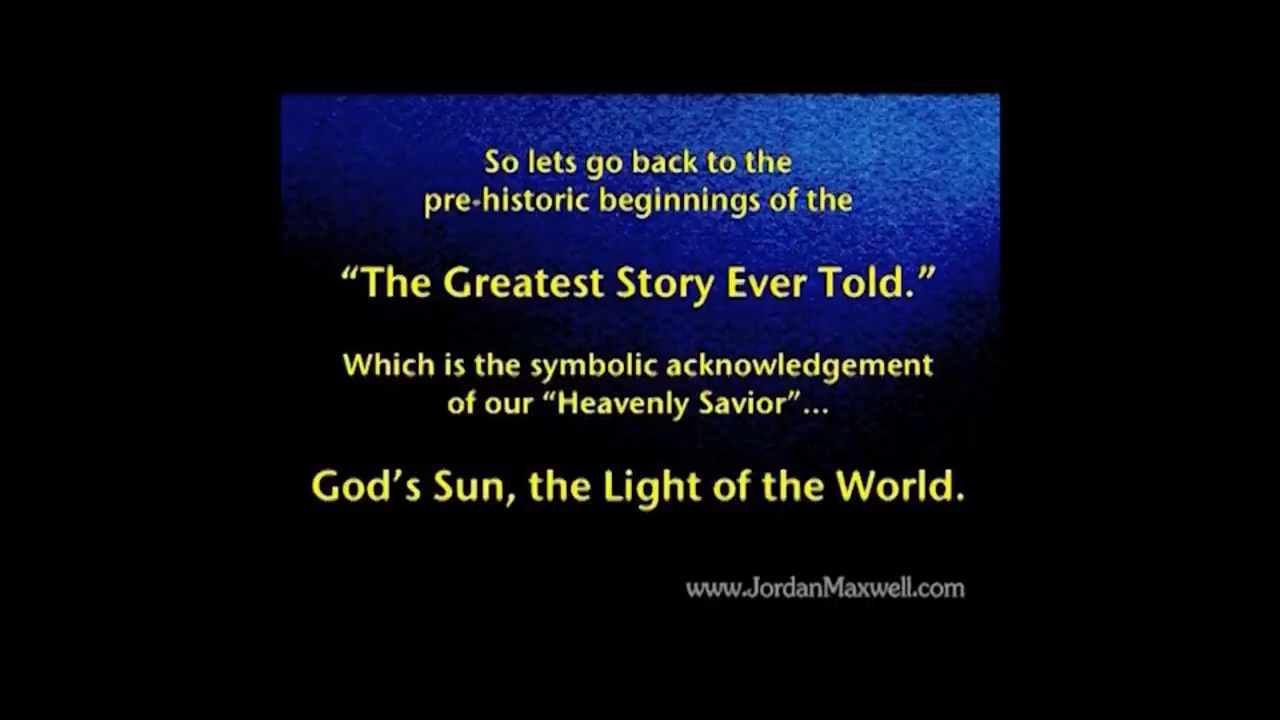 So lets go back to the
pre-historic beginnings of the
“The Greatest Story Ever Told.”
Which is the symbolic acknowledgement
of our “Heavenly Savior”...
God’s Sun, the Light of the World.
www.JordanMaxwell.com